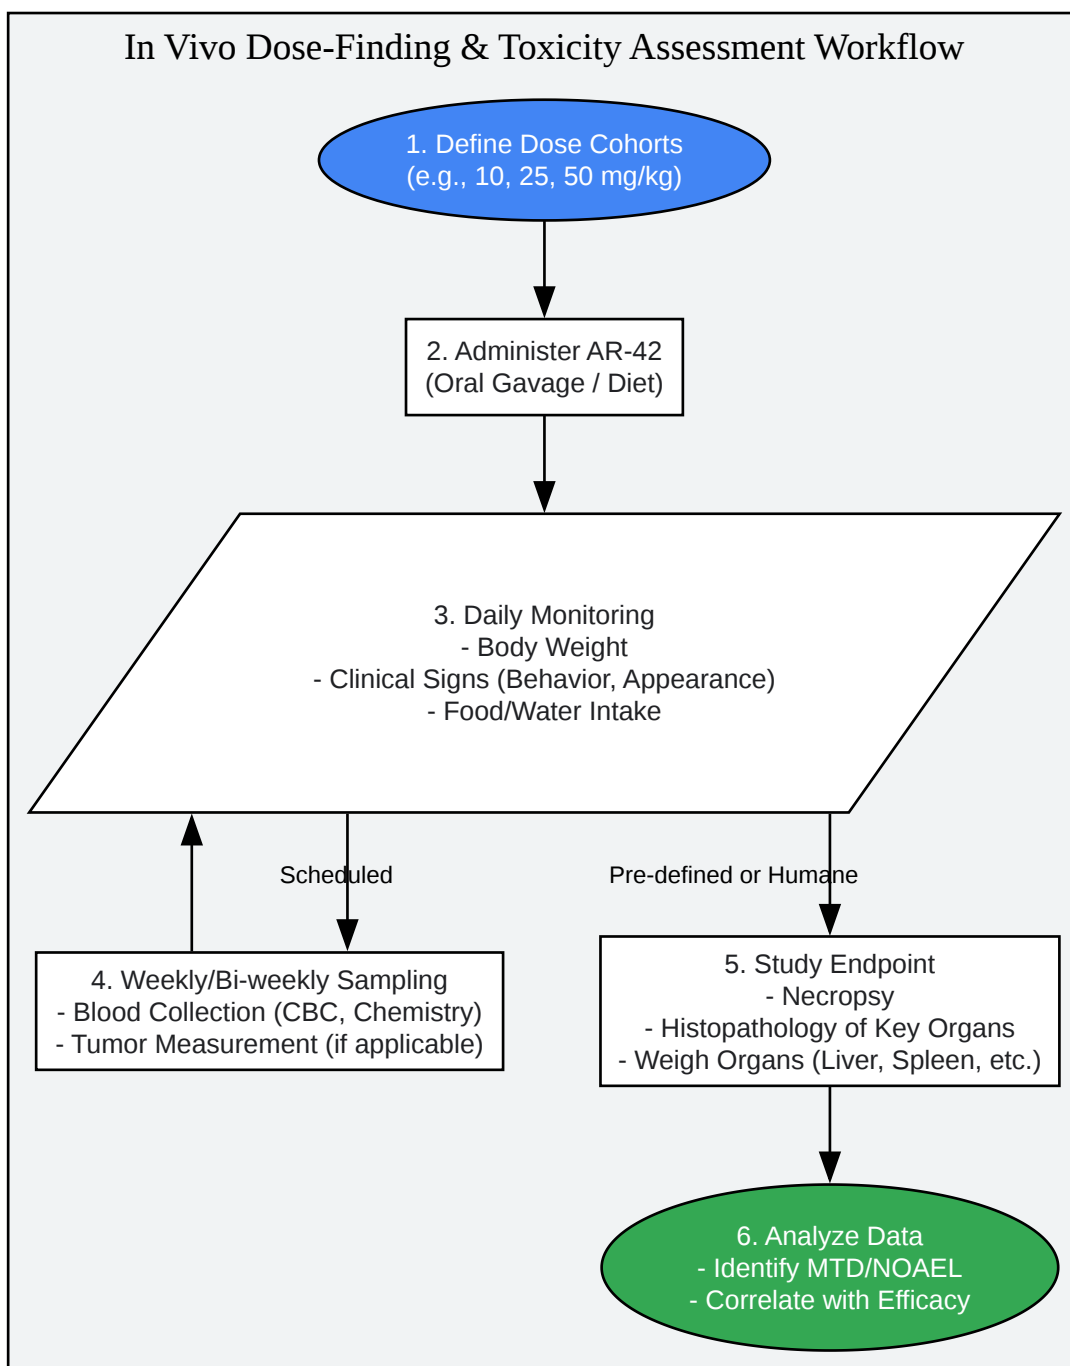 In Vivo Dose-Finding & Toxicity Assessment Workflow
1. Define Dose Cohorts
(e.g., 10, 25, 50 mg/kg)
2. Administer AR-42
(Oral Gavage / Diet)
3. Daily Monitoring
- Body Weight
- Clinical Signs (Behavior, Appearance)
- Food/Water Intake
Scheduled
Pre-defined or Humane
4. Weekly/Bi-weekly Sampling
- Blood Collection (CBC, Chemistry)
- Tumor Measurement (if applicable)
5. Study Endpoint
- Necropsy
- Histopathology of Key Organs
- Weigh Organs (Liver, Spleen, etc.)
6. Analyze Data
- Identify MTD/NOAEL
- Correlate with Efficacy